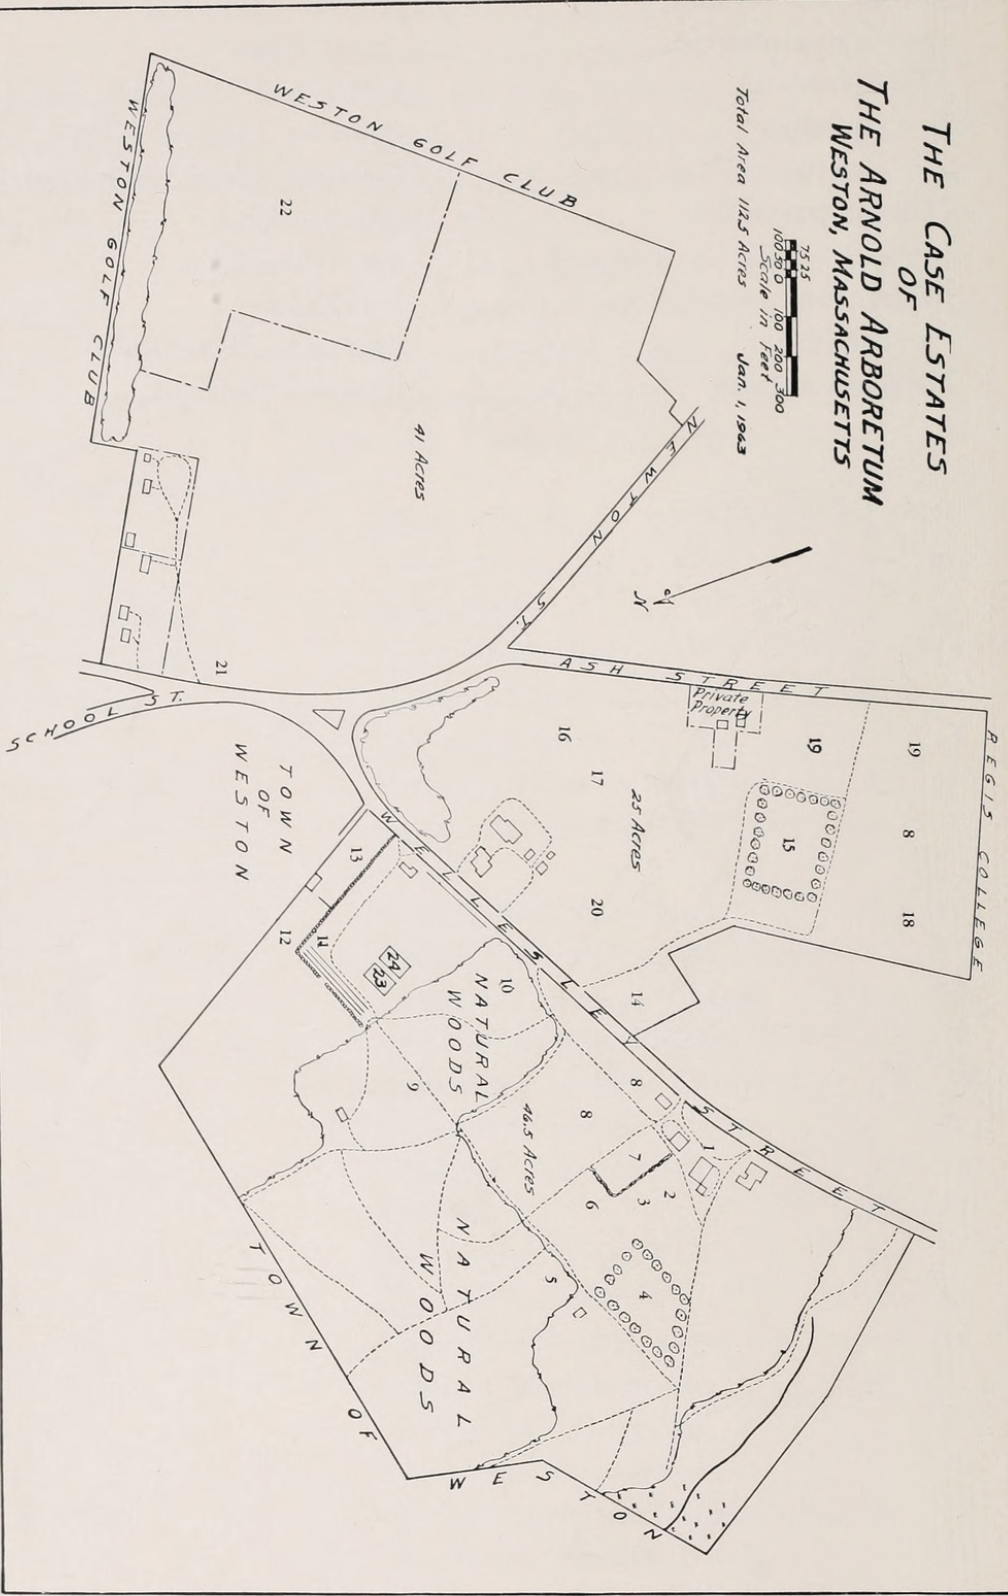 THE CASE ESTATES
OF
THE ARNOLD ARBORETUM
WESTON, MASSACHUSETTS
75 25
100 50 0 100 200 300
Scale in Feet
Total Area 112.5 Acres Jan. 1, 1963
N
WESTON GOLF CLUB
WESTON GOLF CLUB
22
41 Acres
NEWTON ST.
21
SCHOOL ST.
TOWN
OF
WESTON
ASH STREET
REGIS COLLEGE
Private
Property
19
19
8
18
15
16
17
25 Acres
20
14
WELLESLEY STREET
13
12
11
24
23
10
NATURAL
WOODS
9
8
8
46.5 Acres
7
1
2
3
6
4
5
NATURAL
WOODS
TOWN OF WESTON